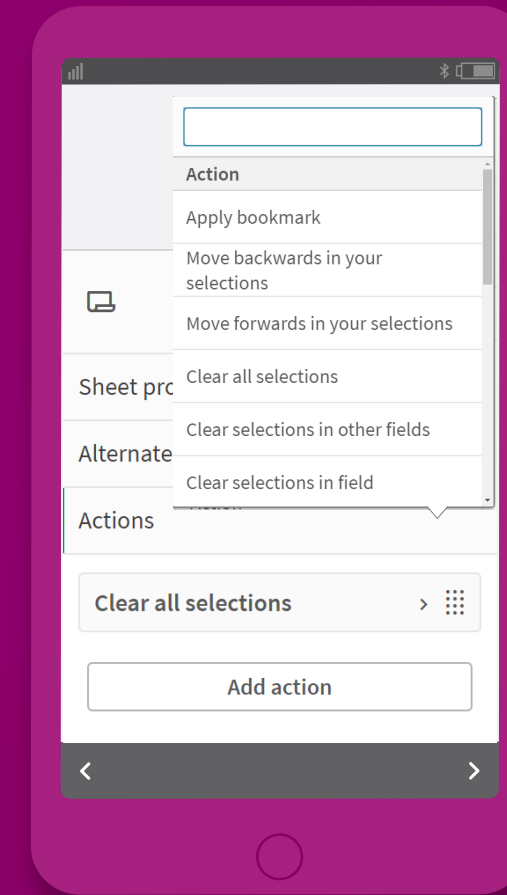 Action
Apply bookmark
Move backwards in your
selections
Move forwards in your selections
Clear all selections
Clear selections in other fields
Clear selections in field
Sheet pro
Alternate
Actions
Clear all selections
Add action